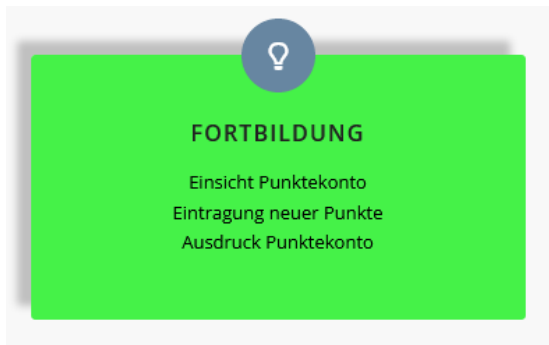 FORTBILDUNG
Einsicht Punktekonto
Eintragung neuer Punkte
Ausdruck Punktekonto